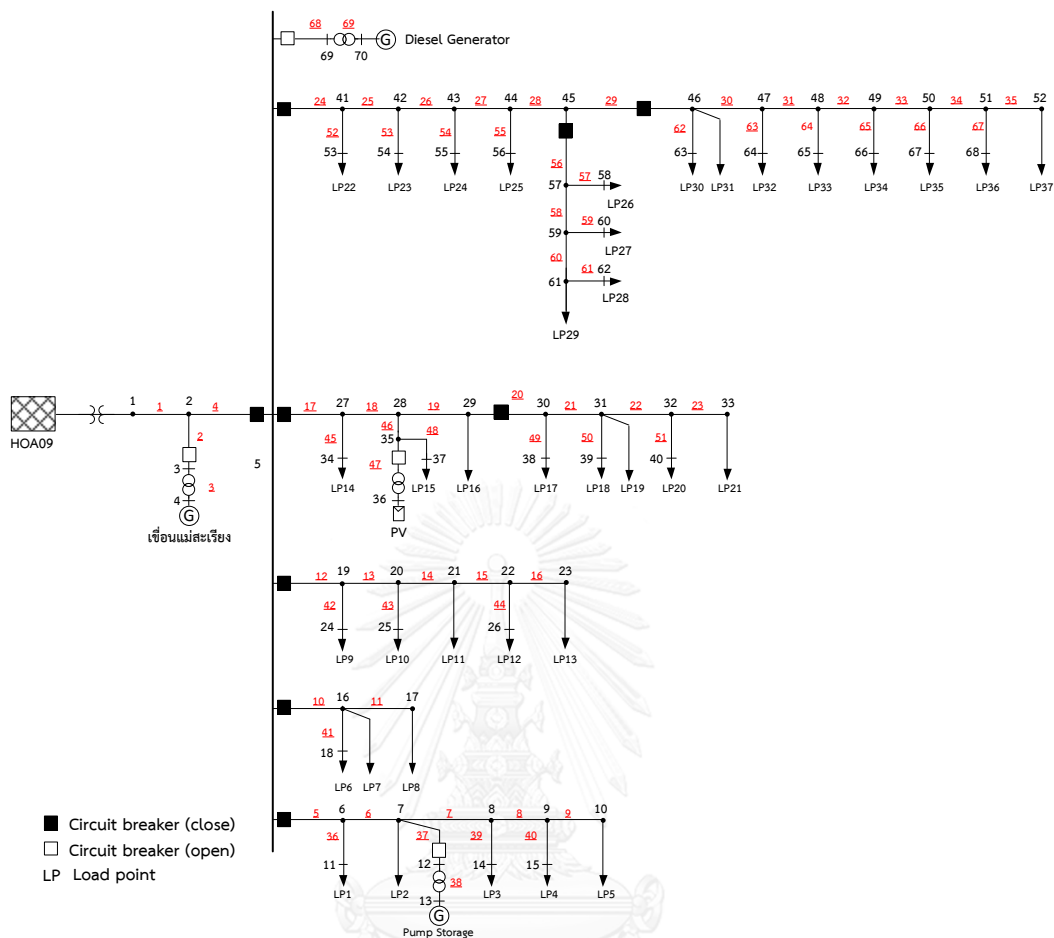 68 69
69 70 G Diesel Generator
24 41 25 42 26 43 27 44 28 45 29 46 30 47 31 48 32 49 33 50 34 51 35 52
52 53 54 55 62 63 64 65 66 67
53 54 55 56 63 64 65 66 67 68
LP22 LP23 LP24 LP25 LP30 LP31 LP32 LP33 LP34 LP35 LP36 LP37
56
57 57 58
LP26
58
59 59 60
LP27
60
61 61 62
LP28
LP29
HOA09
1 1 2 4
5
2
3
3
4
G
เขื่อนแม่สะเรียง
17 27 18 28 19 29 20 30 21 31 22 32 23 33
45 46 48 49 50 51
34 35 37 38 39 40
47
LP14 LP15 LP16 LP17 LP18 LP19 LP20 LP21
36
PV
12 19 13 20 14 21 15 22 16 23
42 43 44
24 25 26
LP9 LP10 LP11 LP12 LP13
10 16 11 17
41
18
LP6 LP7 LP8
5 6 6 7 7 8 8 9 9 10
36 37 39 40
11 12 14 15
38
LP1 LP2 LP3 LP4 LP5
13
G
Pump Storage
Circuit breaker (close)
Circuit breaker (open)
LP Load point